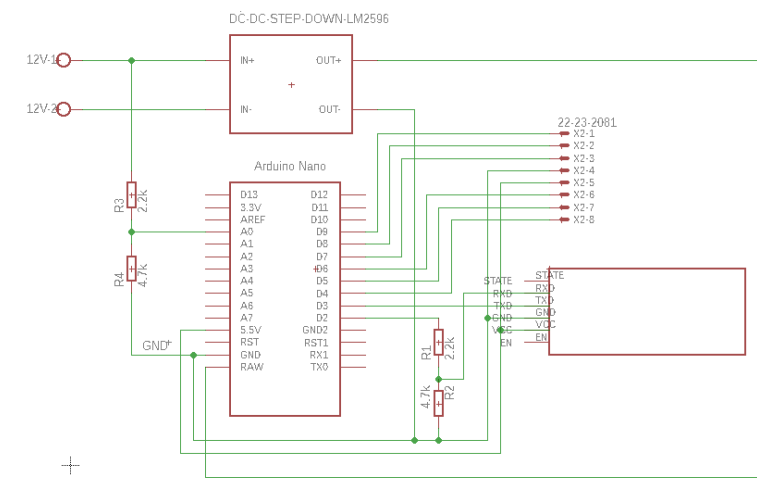 DC-DC-STEP-DOWN-LM2596
12V-1
IN+ OUT+
12V-2
IN- OUT-
22-23-2081
X2-1
X2-2
X2-3
X2-4
X2-5
X2-6
X2-7
X2-8
Arduino Nano
D13 D12
3.3V D11
AREF D10
A0 D9
A1 D8
A2 D7
A3 D6
A4 D5
A5 D4
A6 D3
A7 D2
5.5V GND2
RST RST1
GND RX1
RAW TX0
R3 2.2k
R4 4.7k
GND
R1 2.2k
4.7k R2
STATE STATE
RXD RXD
TXD TXD
GND GND
VCC VCC
EN EN